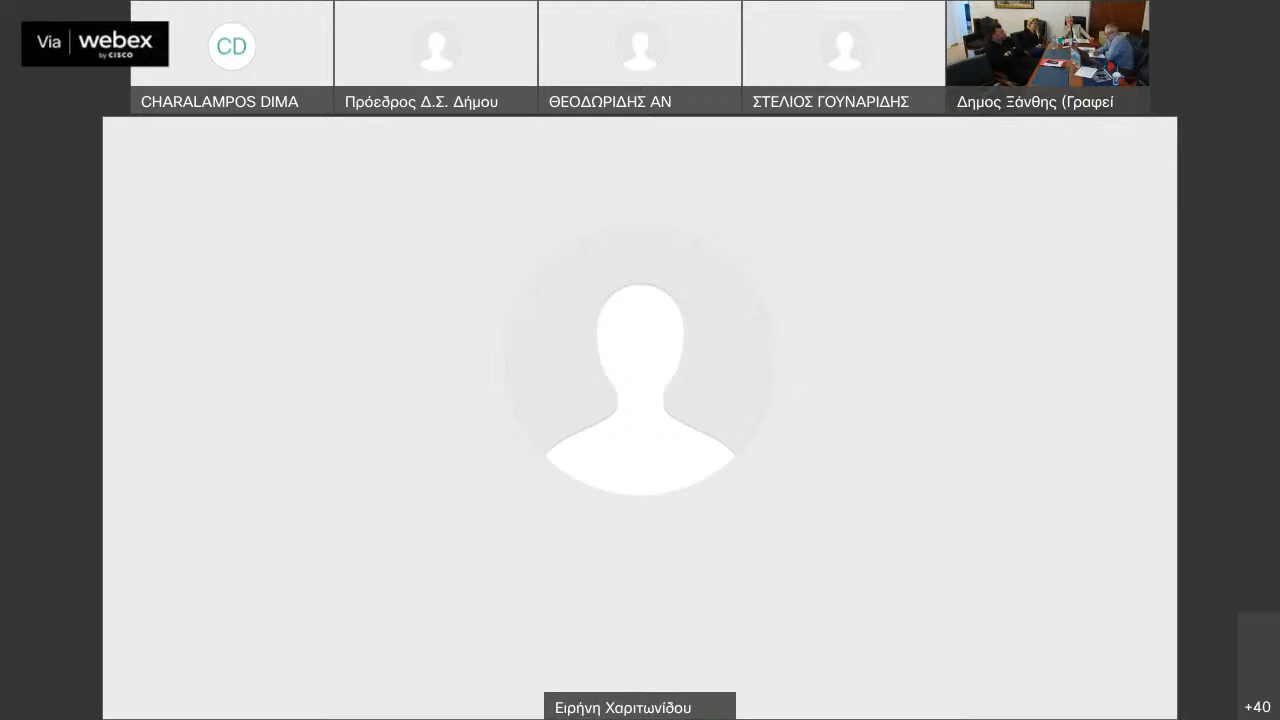 Via webex
by CISCO
CD
CHARALAMPOS DIMA
Πρόεδρος Δ.Σ. Δήμου
ΘΕΟΔΩΡΙΔΗΣ ΑΝ
ΣΤΕΛΙΟΣ ΓΟΥΝΑΡΙΔΗΣ
Δημος Ξάνθης (Γραφεί
Ειρήνη Χαριτωνίδου
+40